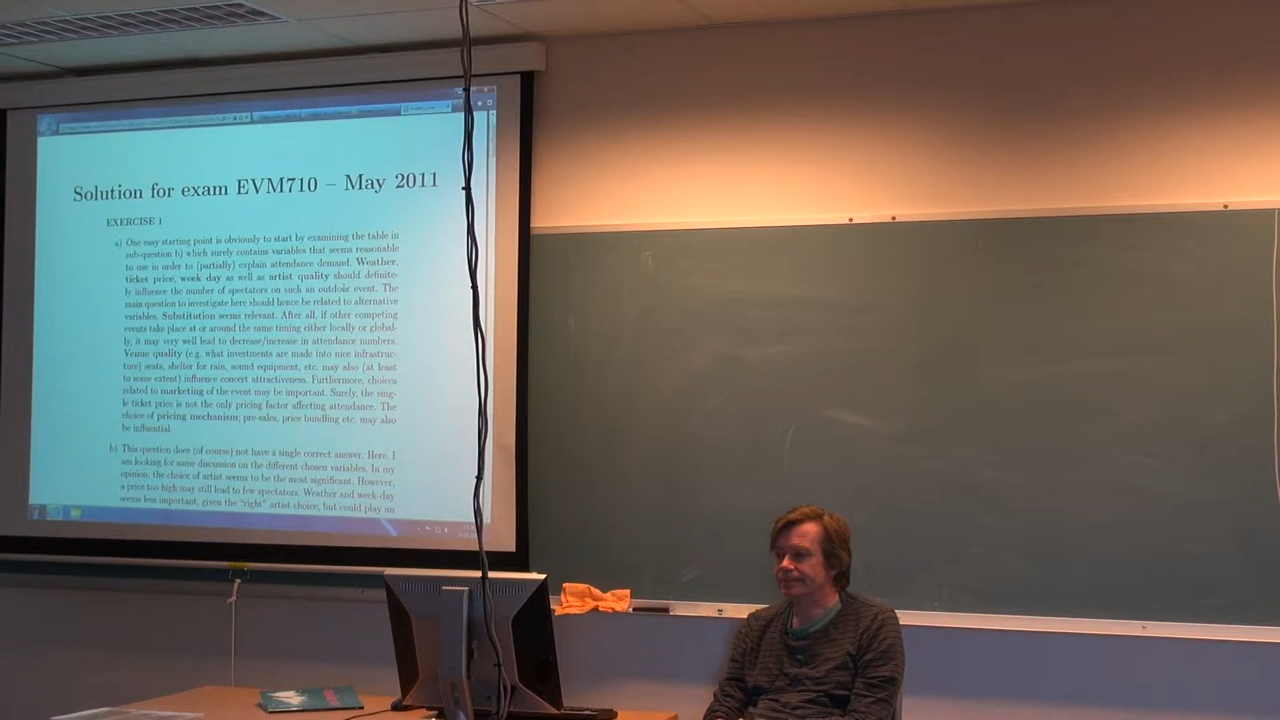 Solution for exam EVM710 – May 2011
EXERCISE 1
a) One easy starting point is obviously to start by examining the table in
sub-question b) which surely contains variables that seems reasonable
to use in order to (partially) explain attendance demand. Weather,
ticket price, week day as well as artist quality should definite-
ly influence the number of spectators on such an outdoor event. The
main question to investigate here should hence be related to alternative
variables. Substitution seems relevant. After all, if other competing
events take place at or around the same timing either locally or global-
ly, it may very well lead to decrease/increase in attendance numbers.
Venue quality (e.g. what investments are made into nice infrastruc-
ture) seats, shelter for rain, sound equipment, etc. may also (at least
to some extent) influence concert attractiveness. Furthermore, choices
related to marketing of the event may be important. Surely, the sing-
le ticket price is not the only pricing factor affecting attendance. The
choice of pricing mechanism; pre-sales, price bundling etc. may also
be influential.
b) This question does (of course) not have a single correct answer. Here, I
am looking for some discussion on the different chosen variables. In my
opinion, the choice of artist seems to be the most significant. However,
a price too high may still lead to few spectators. Weather and week-day
seems less important, given the "right" artist choice, but could play an